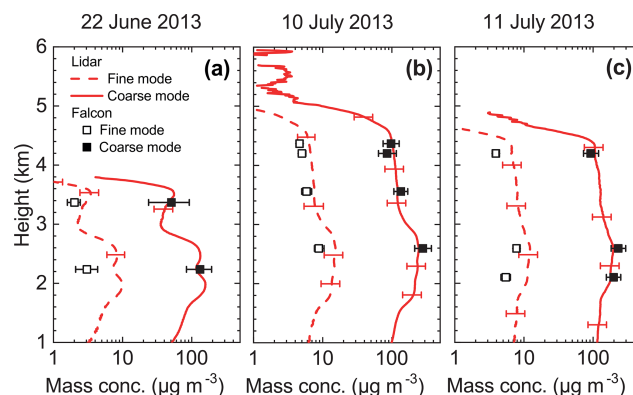 22 June 2013
10 July 2013
11 July 2013
Height (km)
6
5
4
3
2
1
Lidar
Fine mode
Coarse mode
Falcon
Fine mode
Coarse mode
(a)
(b)
(c)
1 10 100
1 10 100
1 10 100
Mass conc. (µg m⁻³)
Mass conc. (µg m⁻³)
Mass conc. (µg m⁻³)